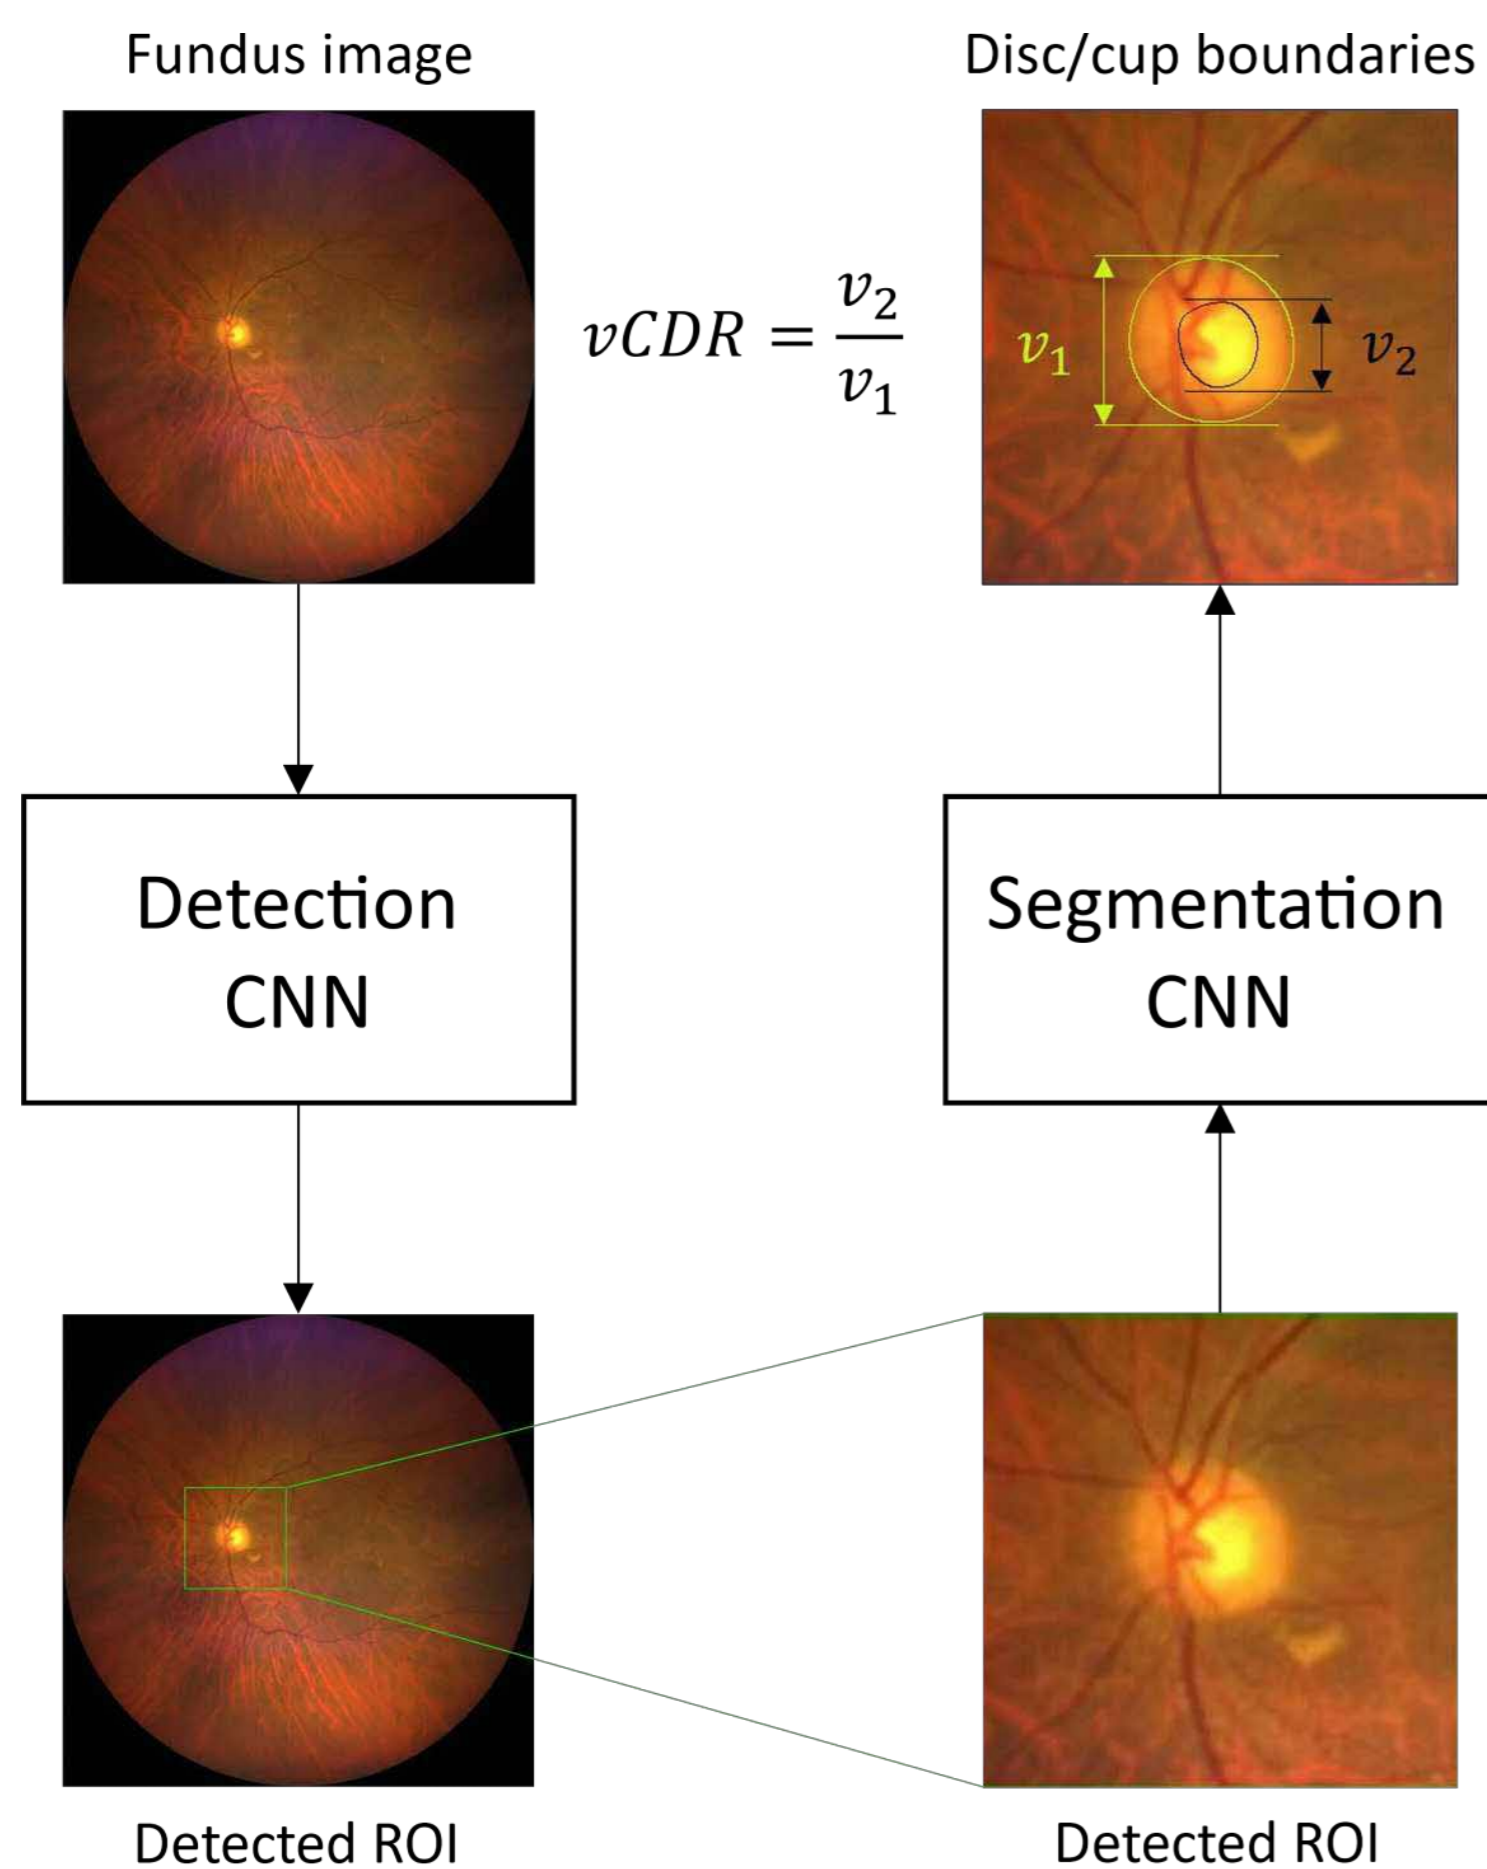 Fundus image
Disc/cup boundaries
vCDR = v₂/v₁
v₁
v₂
Detection
CNN
Segmentation
CNN
Detected ROI
Detected ROI